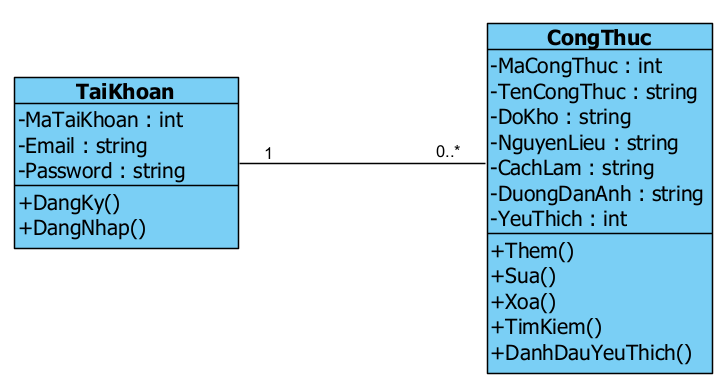 TaiKhoan
-MaTaiKhoan : int
-Email : string
-Password : string
+DangKy()
+DangNhap()
1
0..*
CongThuc
-MaCongThuc : int
-TenCongThuc : string
-DoKho : string
-NguyenLieu : string
-CachLam : string
-DuongDanAnh : string
-YeuThich : int
+Them()
+Sua()
+Xoa()
+TimKiem()
+DanhDauYeuThich()